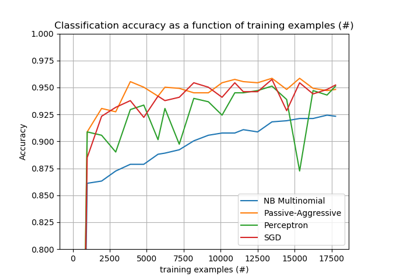 Classification accuracy as a function of training examples (#)
1.000
0.975
0.950
0.925
0.900
0.875
0.850
0.825
0.800
Accuracy
NB Multinomial
Passive-Aggressive
Perceptron
SGD
0 2500 5000 7500 10000 12500 15000 17500
training examples (#)